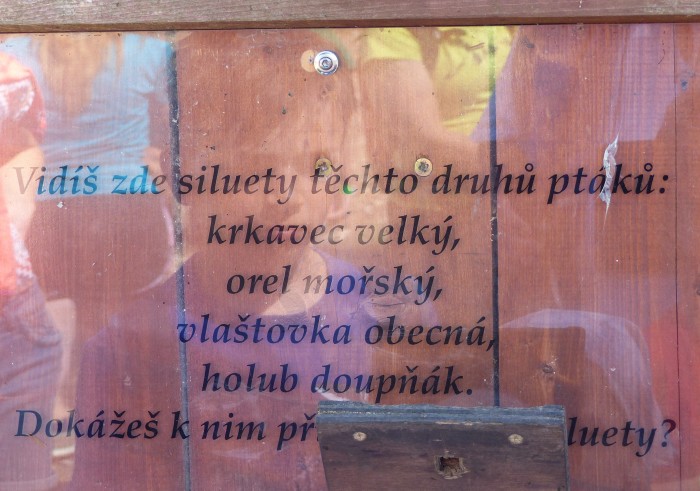 Vidíš zde siluety těchto druhů ptáků:
krkavec velký,
orel mořský,
vlaštovka obecná,
holub doupňák.
Dokážeš k nim